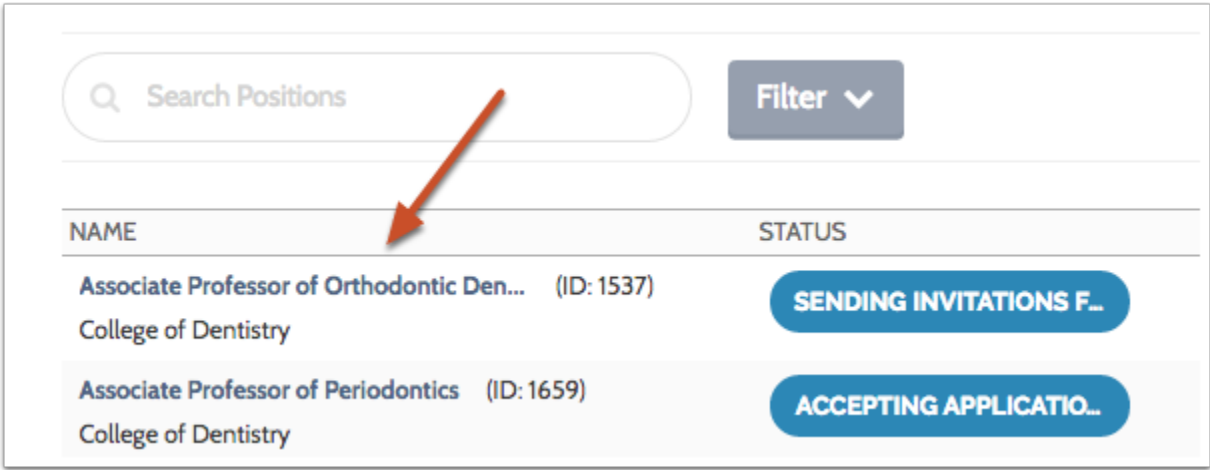 Search Positions
Filter
NAME STATUS
Associate Professor of Orthodontic Den... (ID: 1537) SENDING INVITATIONS F...
College of Dentistry
Associate Professor of Periodontics (ID: 1659) ACCEPTING APPLICATIO...
College of Dentistry